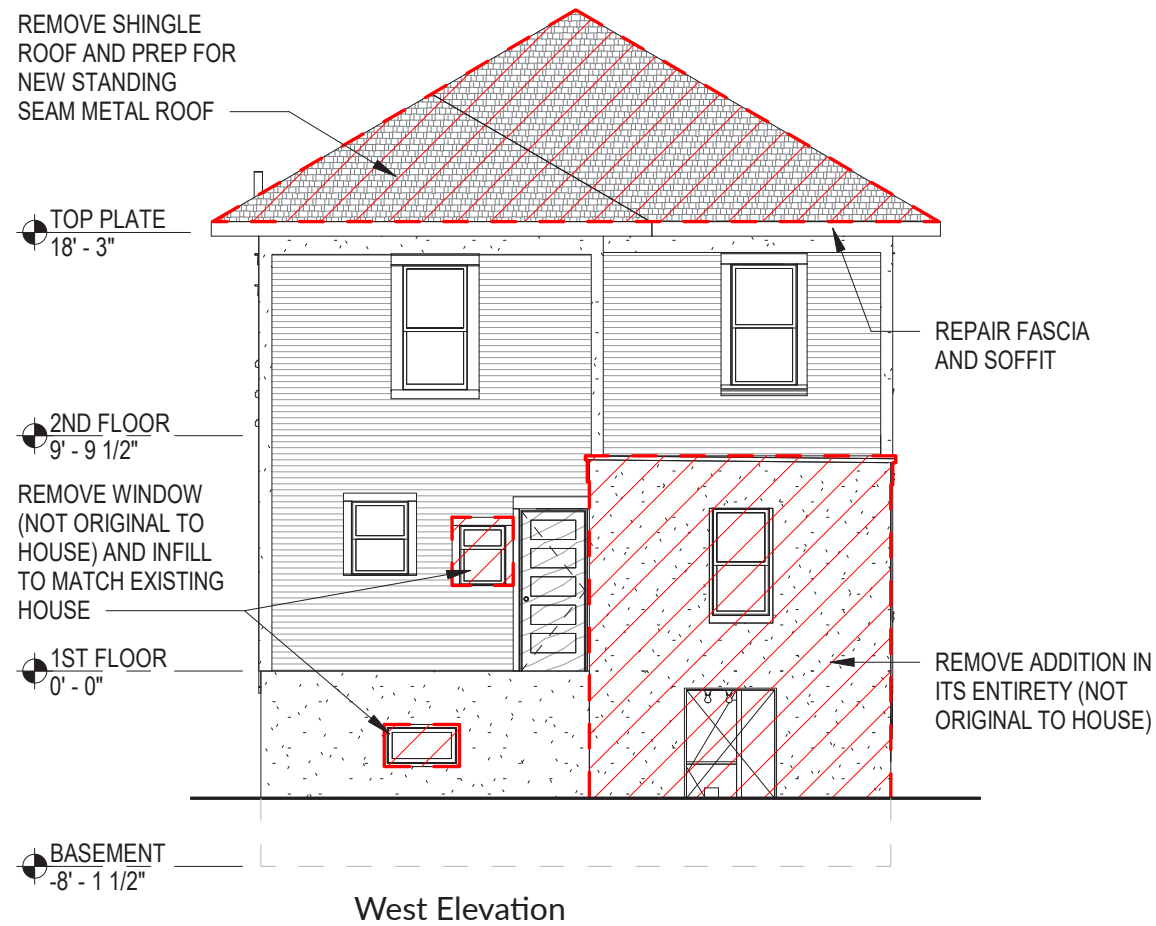 REMOVE SHINGLE
ROOF AND PREP FOR
NEW STANDING
SEAM METAL ROOF
TOP PLATE
18' - 3"
REPAIR FASCIA
AND SOFFIT
2ND FLOOR
9' - 9 1/2"
REMOVE WINDOW
(NOT ORIGINAL TO
HOUSE) AND INFILL
TO MATCH EXISTING
HOUSE
1ST FLOOR
0' - 0"
REMOVE ADDITION IN
ITS ENTIRETY (NOT
ORIGINAL TO HOUSE)
BASEMENT
-8' - 1 1/2"
West Elevation